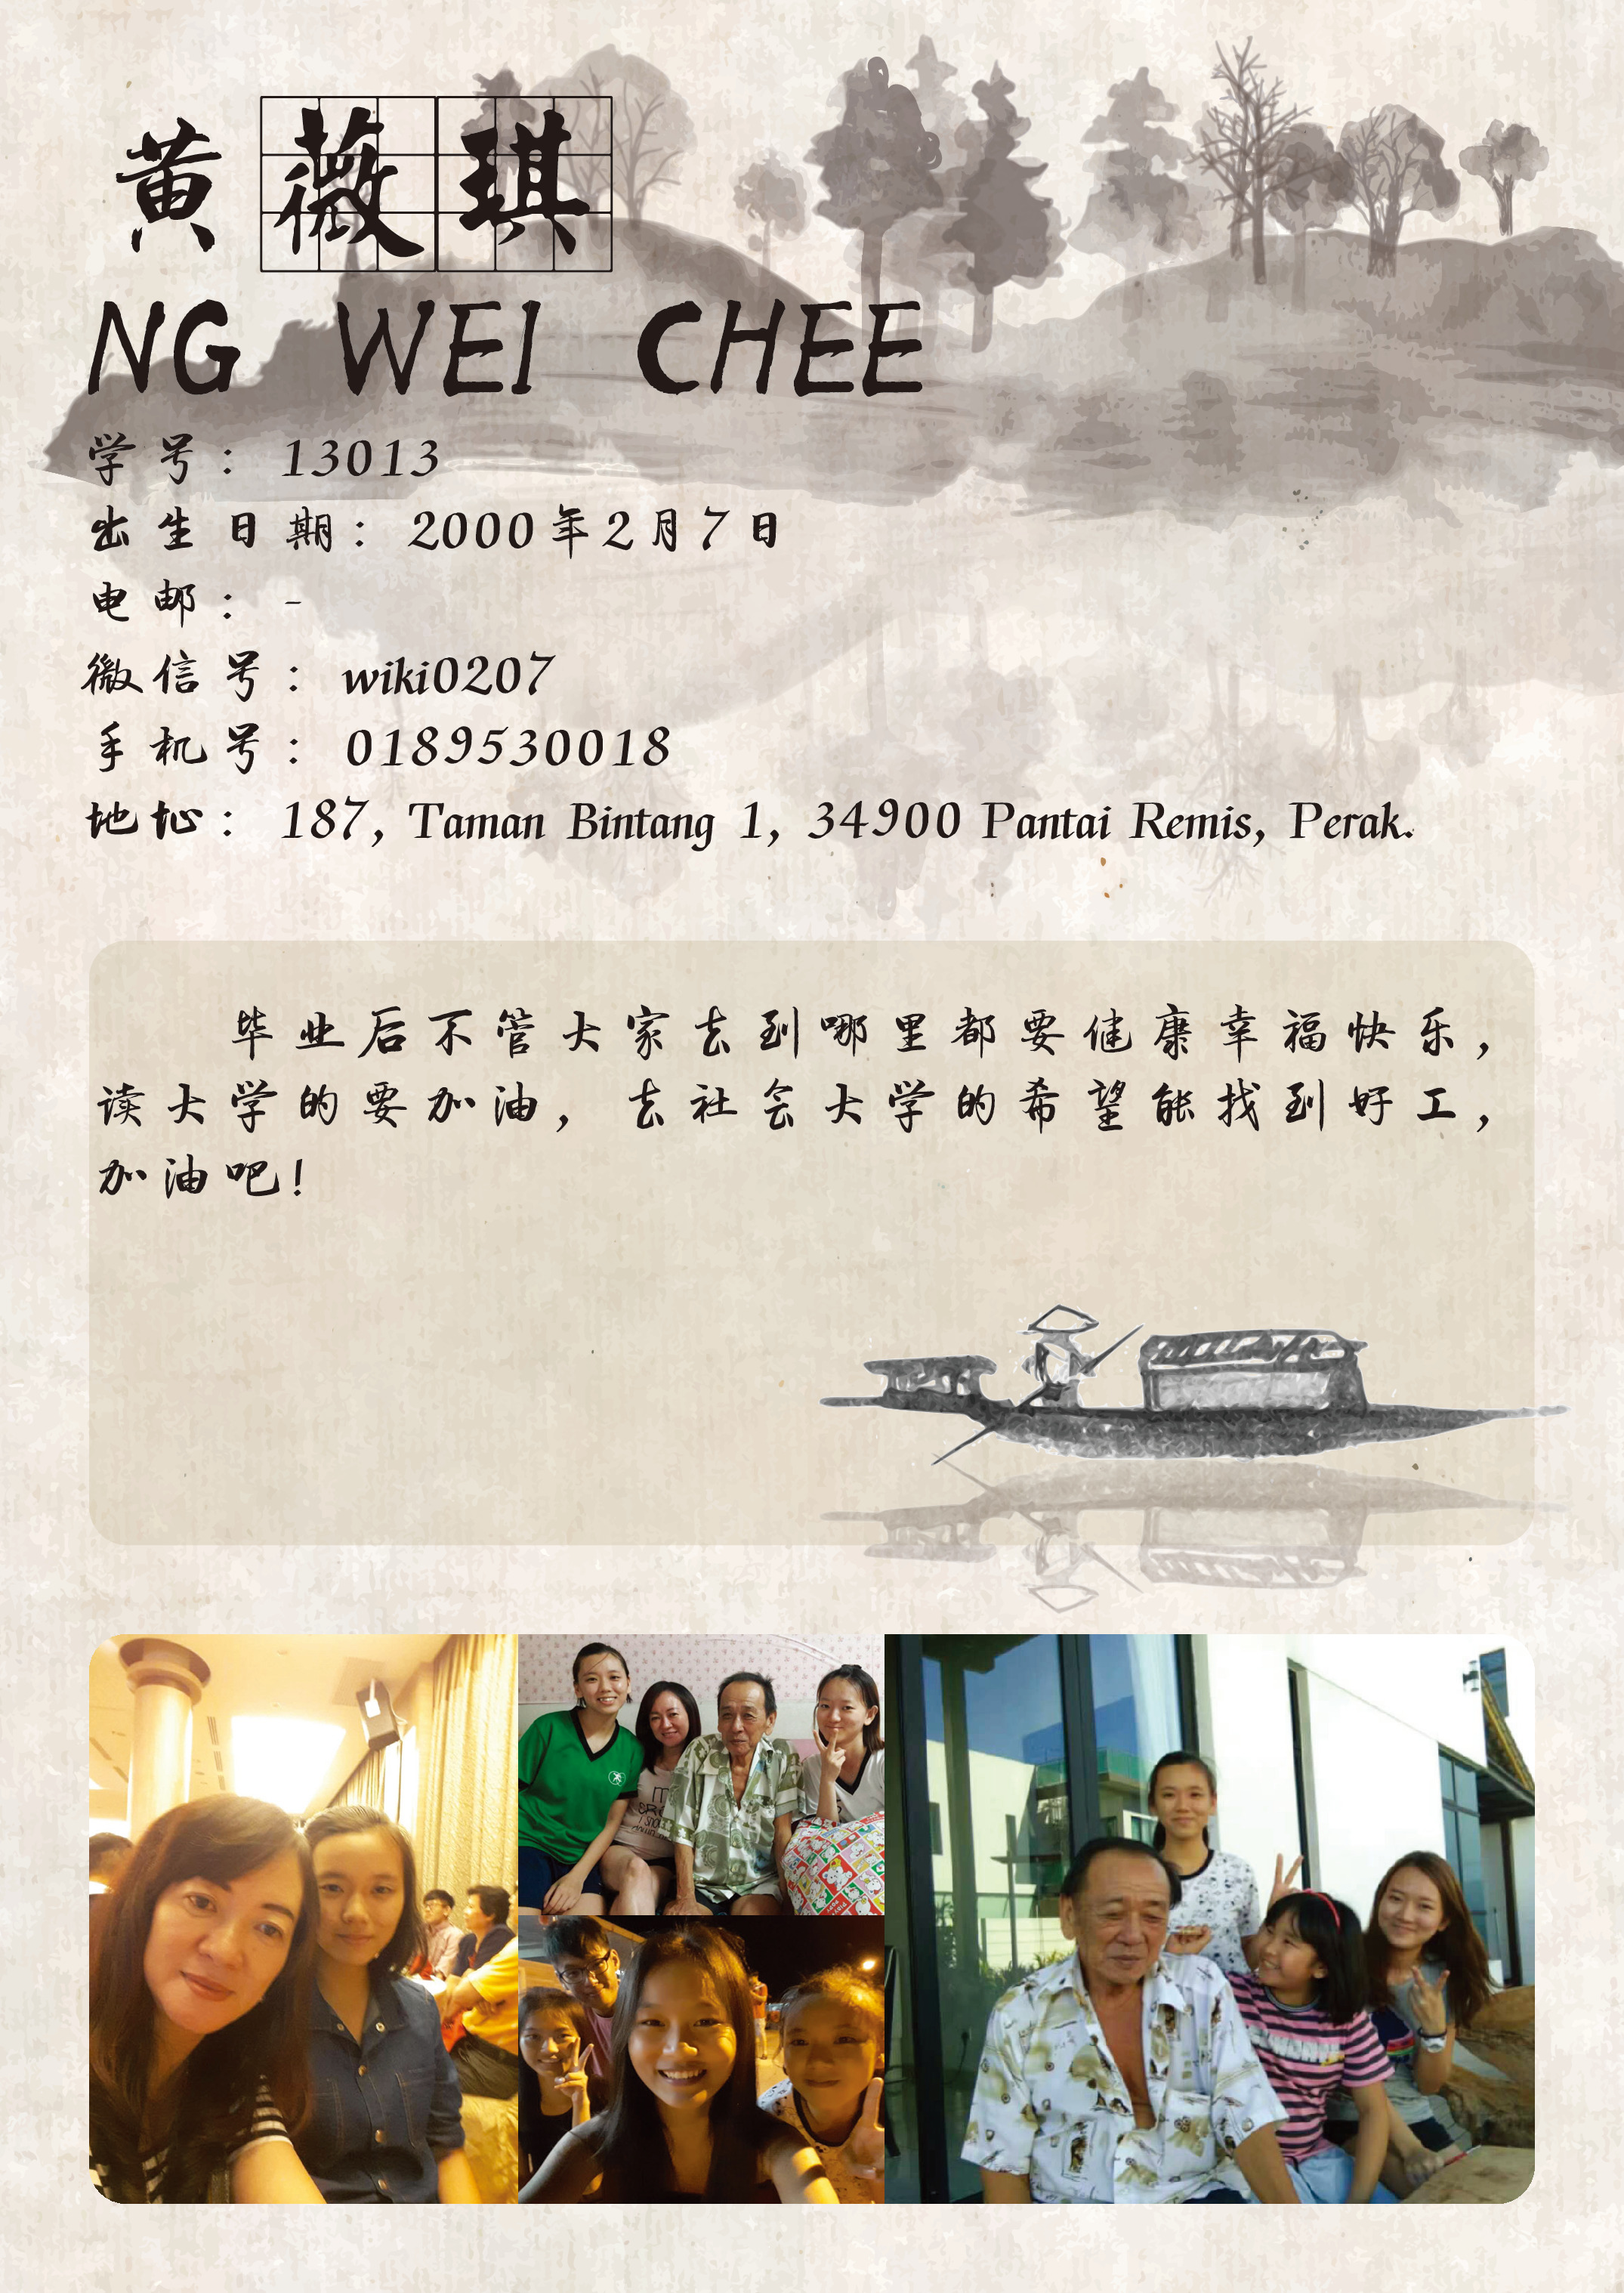 黄薇琪
NG WEI CHEE
学号：13013
出生日期：2000年2月7日
电邮：-
微信号：wiki0207
手机号：0189530018
地址：187, Taman Bintang 1, 34900 Pantai Remis, Perak.
毕业后不管大家去到哪里都要健康幸福快乐，
读大学的要加油，去社会大学的希望能找到好工，
加油吧！